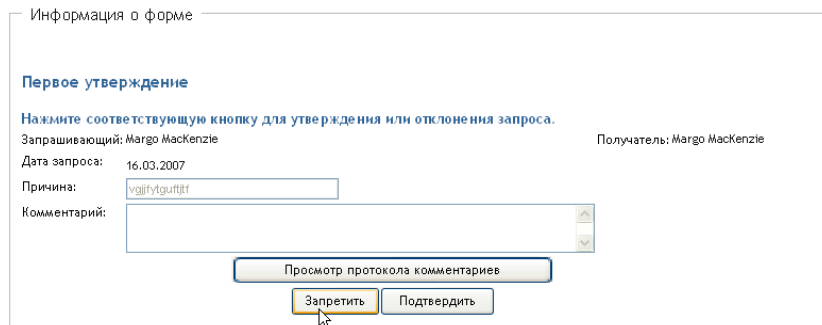 Информация о форме
Первое утверждение
Нажмите соответствующую кнопку для утверждения или отклонения запроса.
Запрашивающий: Margo MacKenzie Получатель: Margo MacKenzie
Дата запроса: 16.03.2007
Причина: vgjjfytguftjtf
Комментарий:
Просмотр протокола комментариев
Запретить Подтвердить